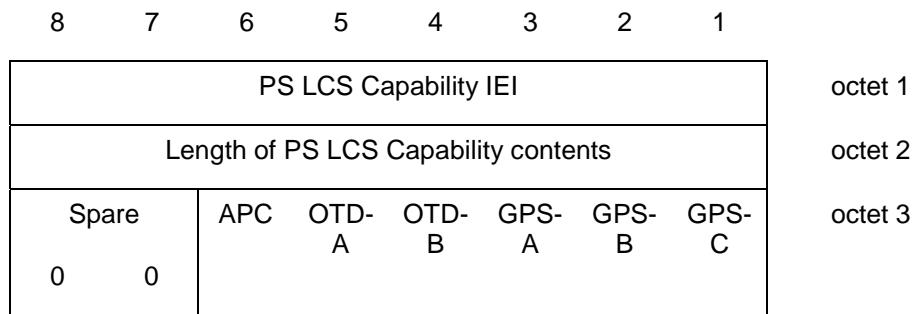 8 7 6 5 4 3 2 1
PS LCS Capability IEI octet 1
Length of PS LCS Capability contents octet 2
Spare APC OTD- OTD- GPS- GPS- GPS- octet 3
A B A B C
0 0